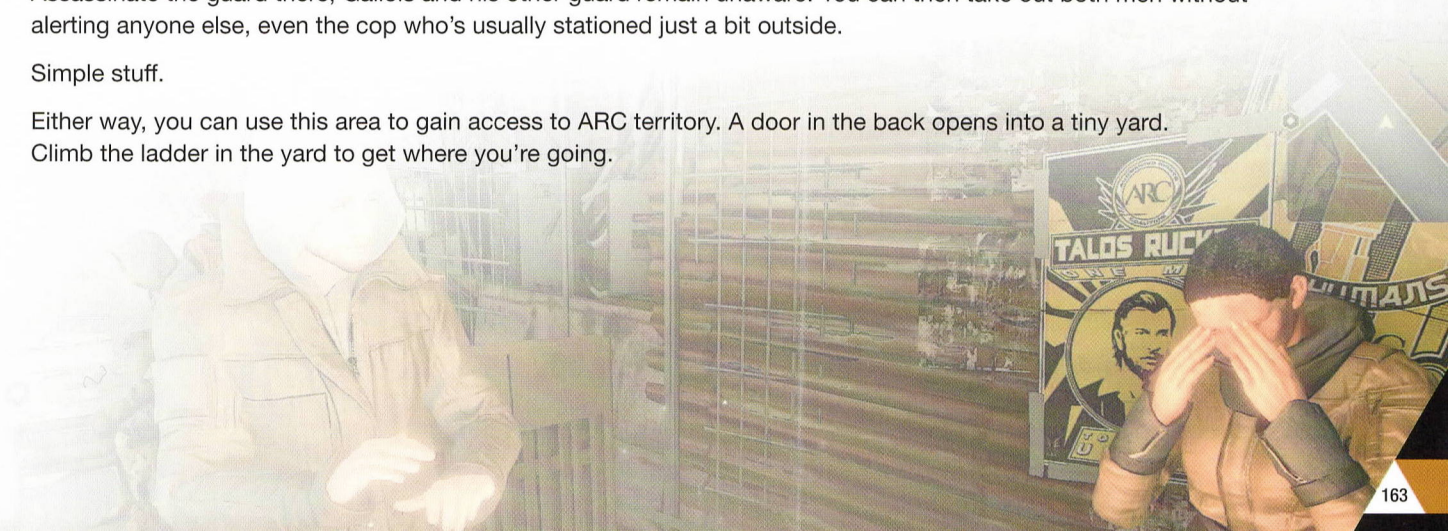 alerting anyone else, even the cop who's usually stationed just a bit outside.
Simple stuff.
Either way, you can use this area to gain access to ARC territory. A door in the back opens into a tiny yard.
Climb the ladder in the yard to get where you're going.
ARC
TALOS
ONE
163